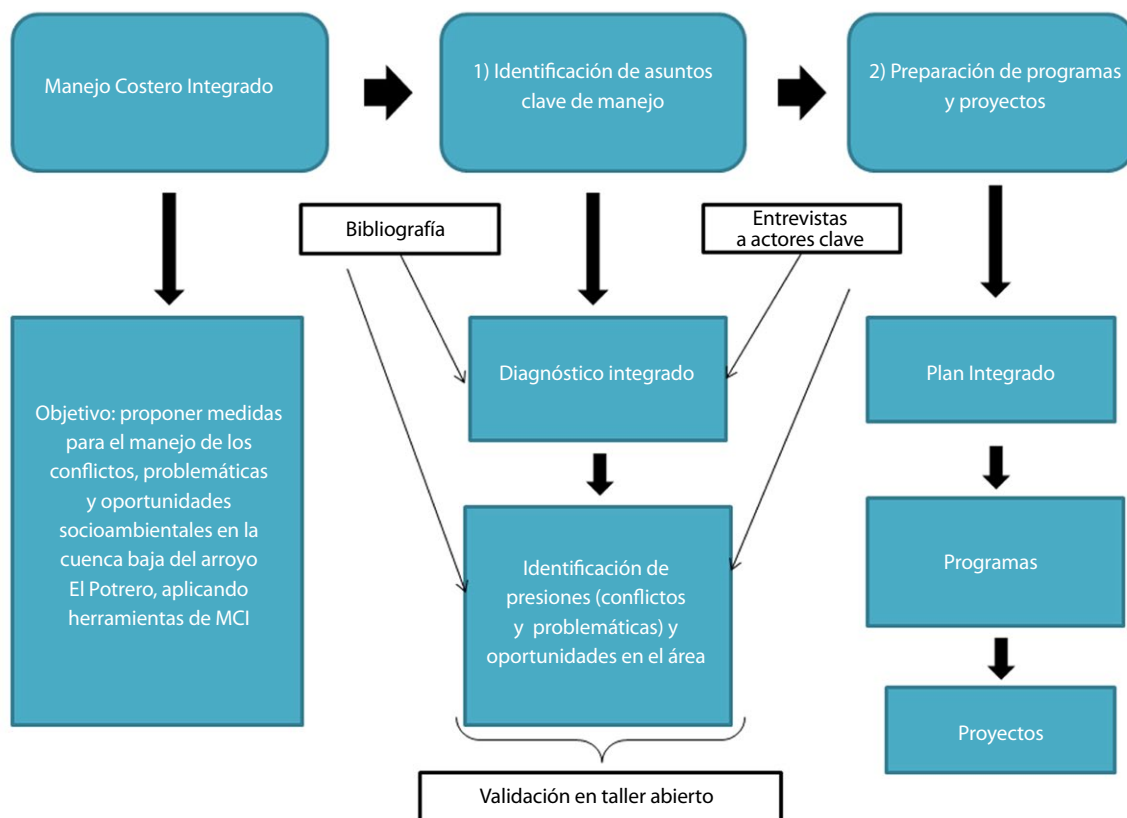 Manejo Costero Integrado
1) Identificación de asuntos
clave de manejo
2) Preparación de programas
y proyectos
Bibliografía
Entrevistas
a actores clave
Objetivo: proponer medidas
para el manejo de los
conflictos, problemáticas
y oportunidades
socioambientales en la
cuenca baja del arroyo
El Potrero, aplicando
herramientas de MCI
Diagnóstico integrado
Identificación de
presiones (conflictos
y problemáticas) y
oportunidades en el área
Validación en taller abierto
Plan Integrado
Programas
Proyectos